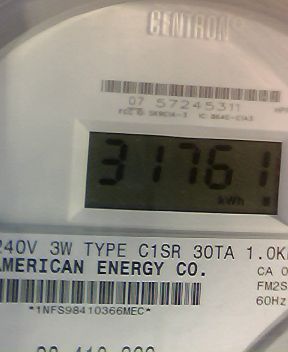 CENTRON®
07 57245311
31761
kWh
240V 3W TYPE C1SR 30TA 1.0K
AMERICAN ENERGY CO.
CA 0
FM2S
60Hz
*1NFS98410366MEC*